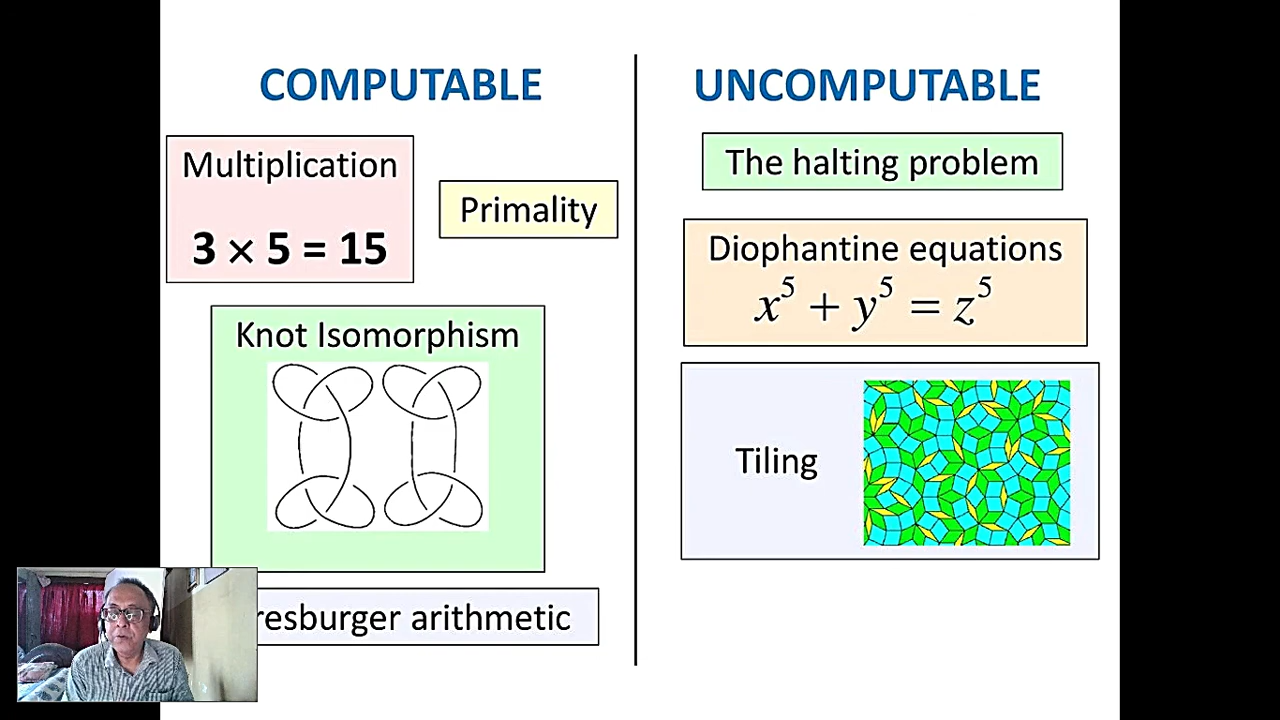 COMPUTABLE
Multiplication
3 × 5 = 15
Primality
Knot Isomorphism
resburger arithmetic
UNCOMPUTABLE
The halting problem
Diophantine equations
x⁵ + y⁵ = z⁵
Tiling